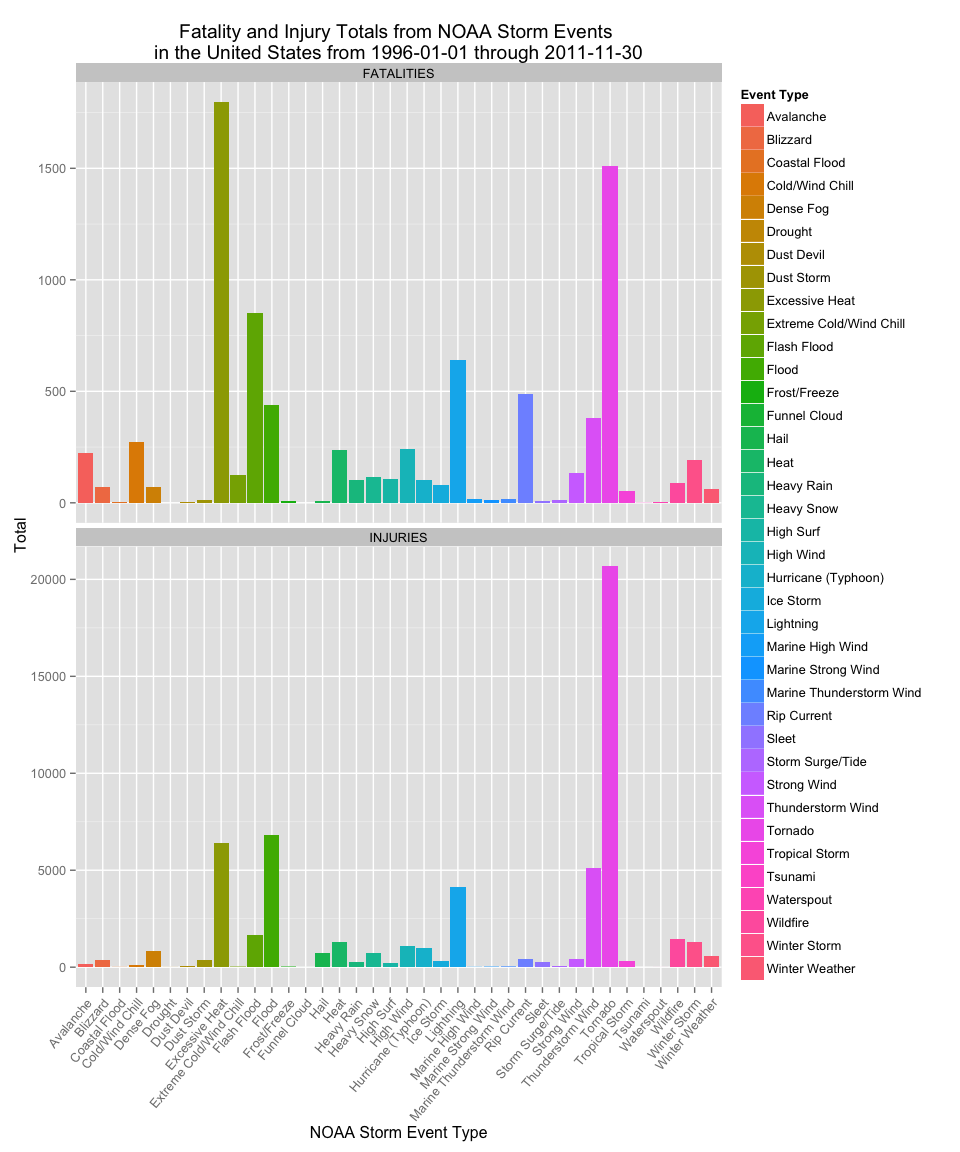 Fatality and Injury Totals from NOAA Storm Events
in the United States from 1996-01-01 through 2011-11-30
FATALITIES
1500
1000
500
0
INJURIES
20000
15000
10000
5000
0
Total
Avalanche
Blizzard
Coastal Flood
Cold/Wind Chill
Dense Fog
Drought
Dust Devil
Dust Storm
Excessive Heat
Extreme Cold/Wind Chill
Flash Flood
Flood
Frost/Freeze
Funnel Cloud
Hail
Heat
Heavy Rain
Heavy Snow
High Surf
High Wind
Hurricane (Typhoon)
Ice Storm
Lightning
Marine High Wind
Marine Strong Wind
Marine Thunderstorm Wind
Rip Current
Sleet
Storm Surge/Tide
Strong Wind
Thunderstorm Wind
Tornado
Tropical Storm
Tsunami
Waterspout
Wildfire
Winter Storm
Winter Weather
NOAA Storm Event Type
Event Type
Avalanche
Blizzard
Coastal Flood
Cold/Wind Chill
Dense Fog
Drought
Dust Devil
Dust Storm
Excessive Heat
Extreme Cold/Wind Chill
Flash Flood
Flood
Frost/Freeze
Funnel Cloud
Hail
Heat
Heavy Rain
Heavy Snow
High Surf
High Wind
Hurricane (Typhoon)
Ice Storm
Lightning
Marine High Wind
Marine Strong Wind
Marine Thunderstorm Wind
Rip Current
Sleet
Storm Surge/Tide
Strong Wind
Thunderstorm Wind
Tornado
Tropical Storm
Tsunami
Waterspout
Wildfire
Winter Storm
Winter Weather